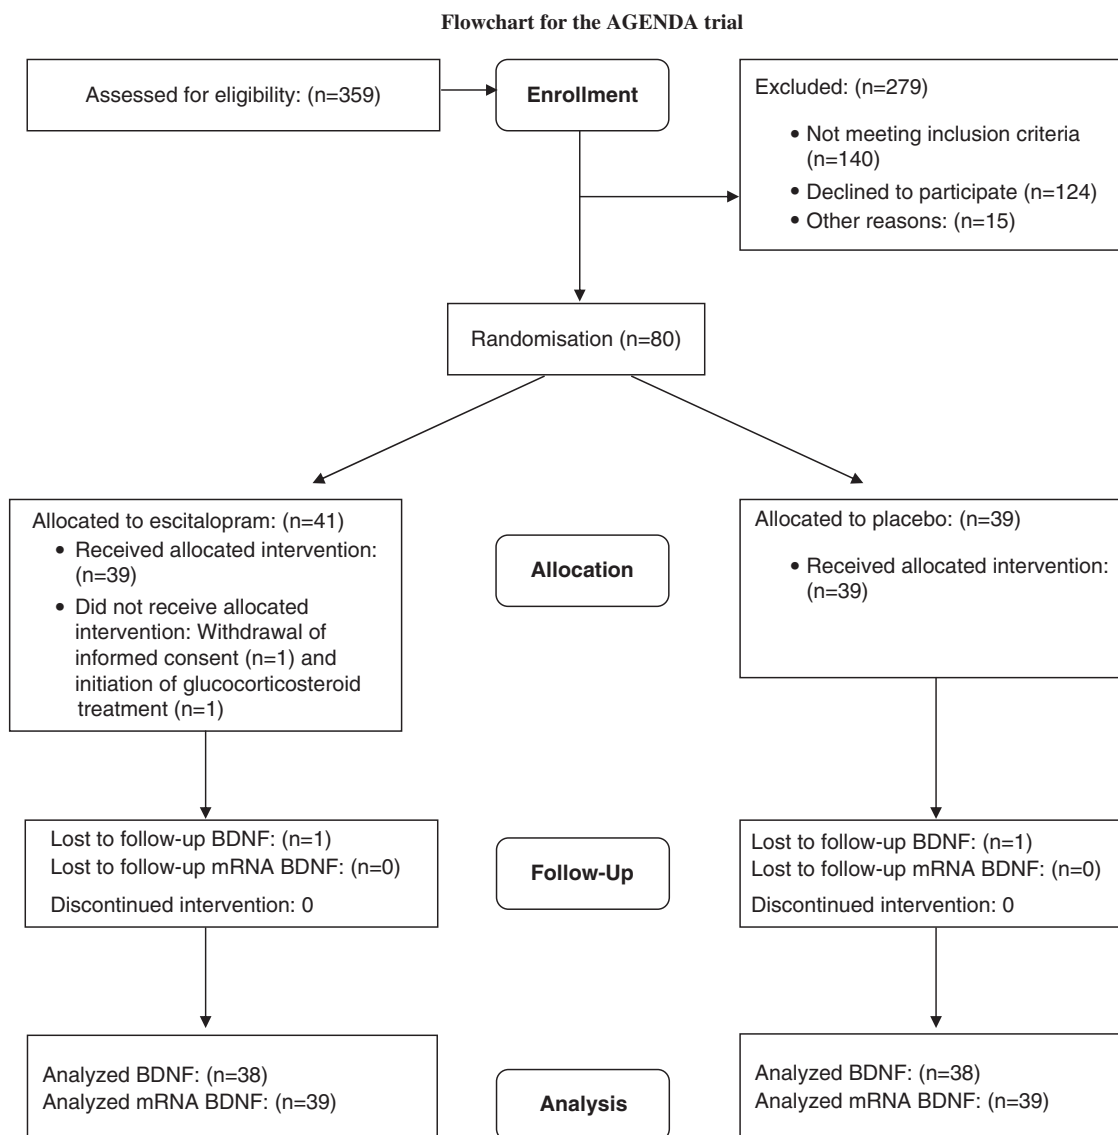 Flowchart for the AGENDA trial
Assessed for eligibility: (n=359)
Enrollment
Excluded: (n=279)
• Not meeting inclusion criteria
(n=140)
• Declined to participate (n=124)
• Other reasons: (n=15)
Randomisation (n=80)
Allocated to escitalopram: (n=41)
• Received allocated intervention:
(n=39)
• Did not receive allocated
intervention: Withdrawal of
informed consent (n=1) and
initiation of glucocorticosteroid
treatment (n=1)
Allocation
Allocated to placebo: (n=39)
• Received allocated intervention:
(n=39)
Lost to follow-up BDNF: (n=1)
Lost to follow-up mRNA BDNF: (n=0)
Discontinued intervention: 0
Follow-Up
Lost to follow-up BDNF: (n=1)
Lost to follow-up mRNA BDNF: (n=0)
Discontinued intervention: 0
Analyzed BDNF: (n=38)
Analyzed mRNA BDNF: (n=39)
Analysis
Analyzed BDNF: (n=38)
Analyzed mRNA BDNF: (n=39)